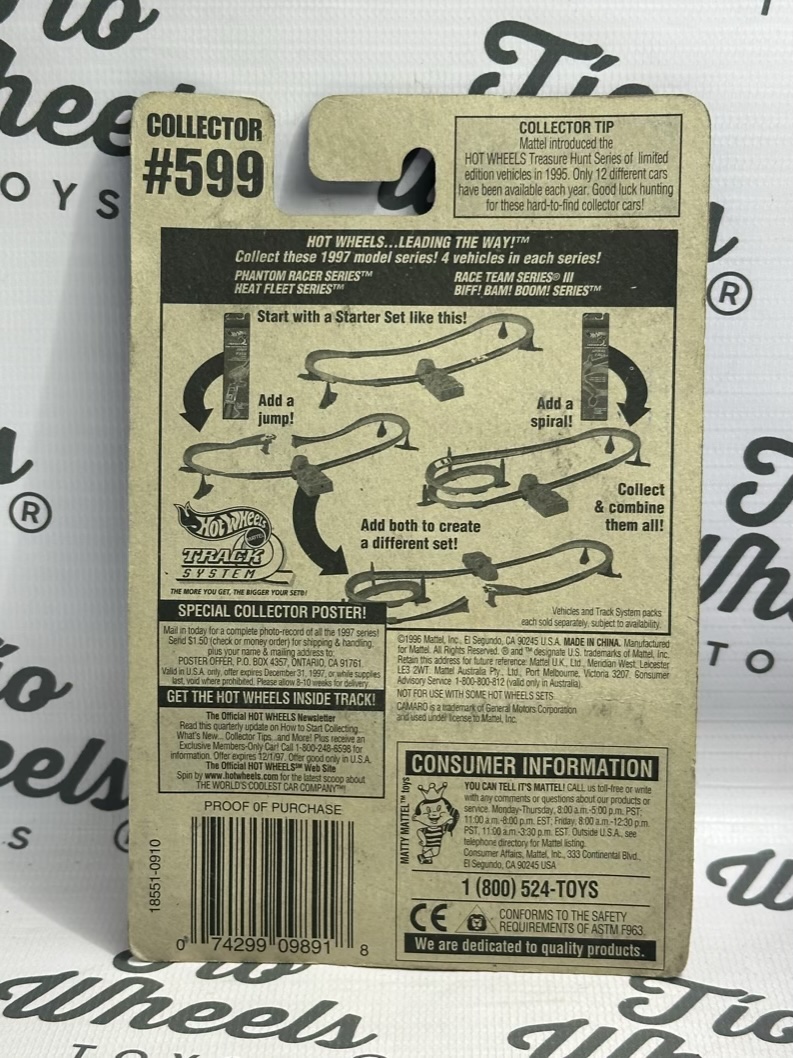 COLLECTOR
#599
COLLECTOR TIP
Mattel introduced the
HOT WHEELS Treasure Hunt Series of limited
edition vehicles in 1995. Only 12 different cars
have been available each year. Good luck hunting
for these hard-to-find collector cars!
HOT WHEELS...LEADING THE WAY!™
Collect these 1997 model series! 4 vehicles in each series!
PHANTOM RACER SERIES™
HEAT FLEET SERIES™
RACE TEAM SERIES® III
BIFF! BAM! BOOM! SERIES™
Start with a Starter Set like this!
Add a
jump!
Add a
spiral!
Collect
& combine
them all!
Add both to create
a different set!
HOT WHEELS
MATTEL
TRACK
SYSTEM
THE MORE YOU GET, THE BIGGER YOUR SET!®
Vehicles and Track System packs
each sold separately, subject to availability.
SPECIAL COLLECTOR POSTER!
Mail in today for a complete photo-record of all the 1997 series!
Send $1.50 (check or money order) for shipping & handling,
plus your name & mailing address to:
POSTER OFFER, P.O. BOX 4357, ONTARIO, CA 91761.
Valid in U.S.A. only, offer expires December 31, 1997, or while supplies
last, void where prohibited. Please allow 8-10 weeks for delivery.
GET THE HOT WHEELS INSIDE TRACK!
The Official HOT WHEELS Newsletter
Read this quarterly update on How to Start Collecting...
What's New... Collector Tips...and More! Plus receive an
Exclusive Members-Only Car! Call 1-800-248-6598 for
information. Offer expires 12/1/97. Offer good only in U.S.A.
The Official HOT WHEELS℠ Web Site
Spin by www.hotwheels.com for the latest scoop about
THE WORLD'S COOLEST CAR COMPANY™!
©1996 Mattel, Inc., El Segundo, CA 90245 U.S.A. MADE IN CHINA. Manufactured
for Mattel. All Rights Reserved. ® and ™ designate U.S. trademarks of Mattel, Inc.
Retain this address for future reference: Mattel U.K., Ltd., Meridian West, Leicester
LE3 2WT. Mattel Australia Pty., Ltd., Port Melbourne, Victoria 3207. Consumer
Advisory Service 1-800-800-812 (valid only in Australia).
NOT FOR USE WITH SOME HOT WHEELS SETS.
CAMARO is a trademark of General Motors Corporation
and used under license to Mattel, Inc.
PROOF OF PURCHASE
18551-0910
0 74299 09891 8
CONSUMER INFORMATION
MATTY MATTEL™ toys
YOU CAN TELL IT'S MATTEL! CALL us toll-free or write
with any comments or questions about our products or
service. Monday-Thursday, 8:00 a.m.-5:00 p.m. PST;
11:00 a.m.-8:00 p.m. EST; Friday, 8:00 a.m.-12:30 p.m.
PST, 11:00 a.m.-3:30 p.m. EST. Outside U.S.A., see
telephone directory for Mattel listing.
Consumer Affairs, Mattel, Inc., 333 Continental Blvd.,
El Segundo, CA 90245 USA
1 (800) 524-TOYS
CE
CONFORMS TO THE SAFETY
REQUIREMENTS OF ASTM F963.
We are dedicated to quality products.
Tío
Wheels
TOYS
®